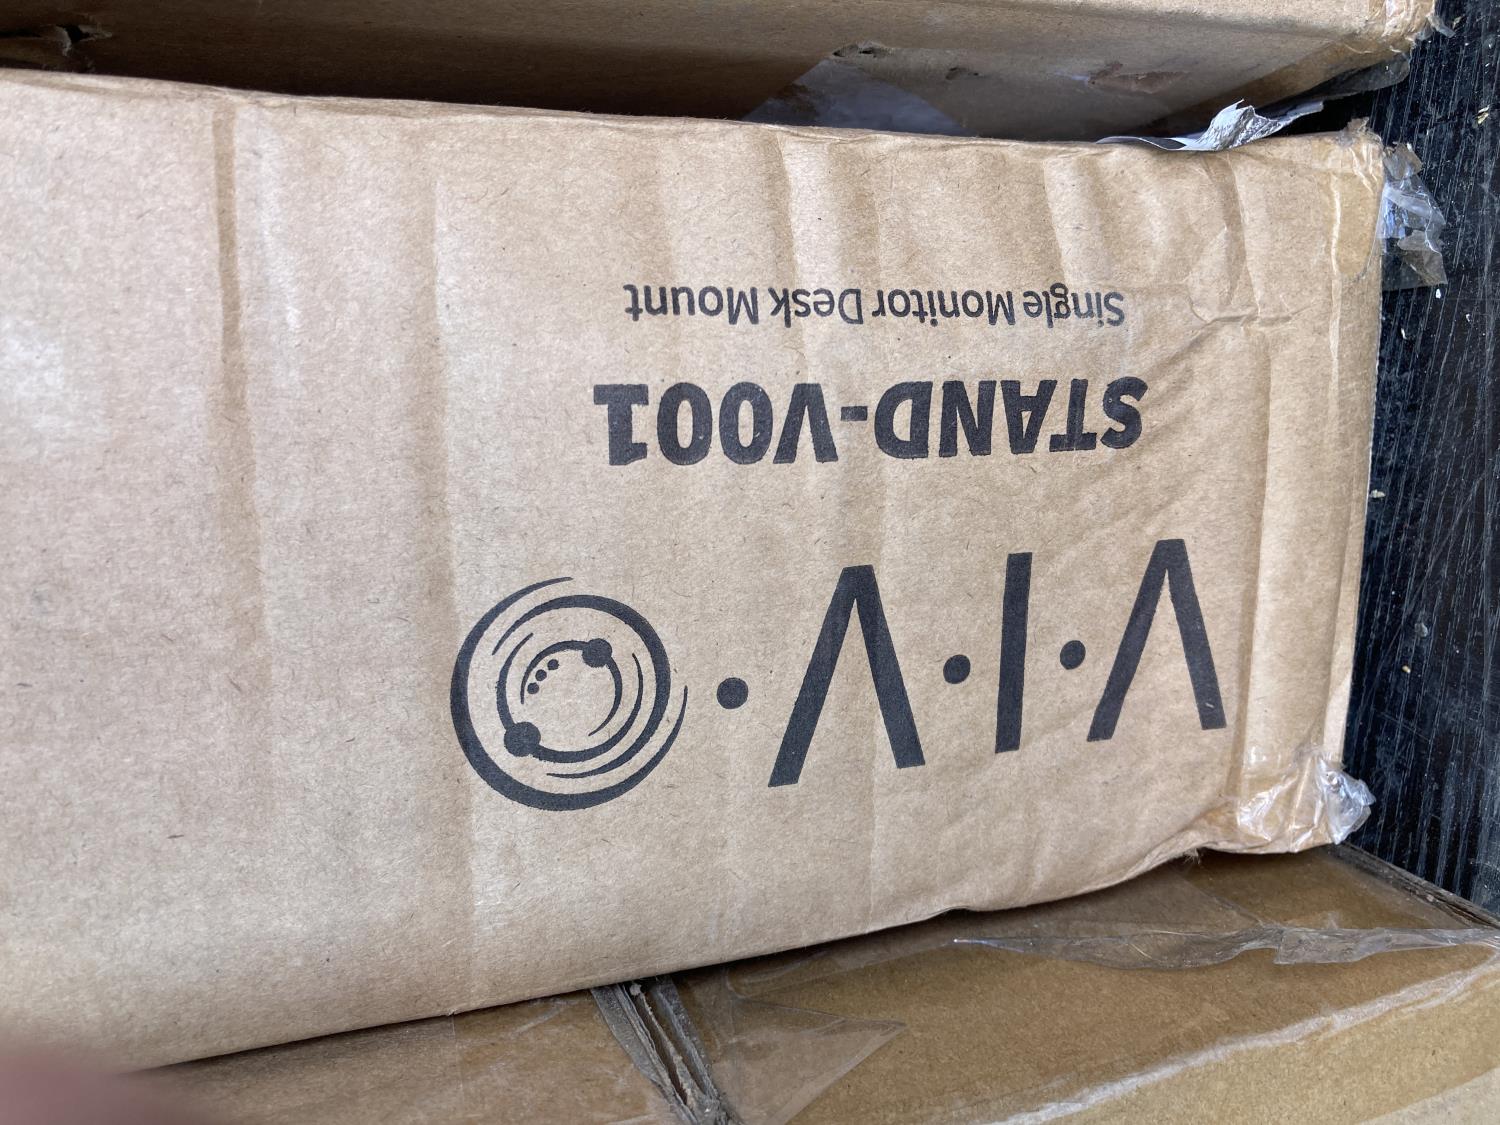 V·I·V·O
STAND-V001
Single Monitor Desk Mount